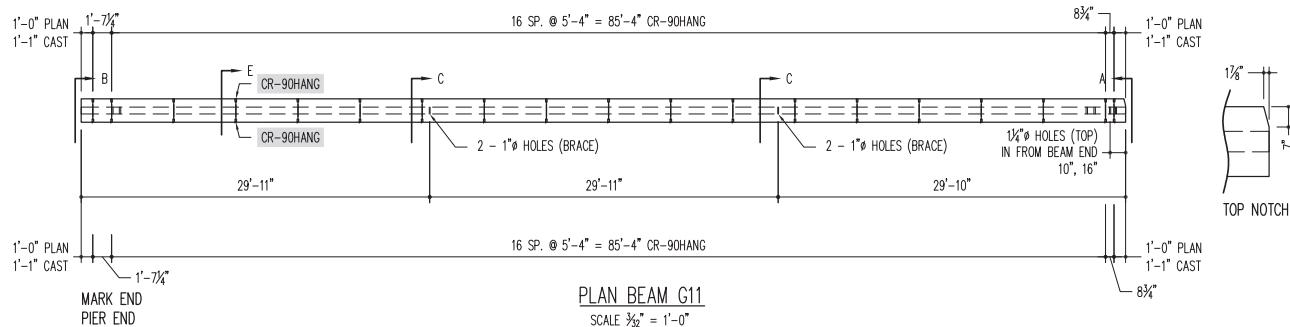 1'-0" PLAN
1'-1" CAST
1'-7¼"
16 SP. @ 5'-4" = 85'-4" CR-90HANG
8¾"
1'-0" PLAN
1'-1" CAST
B
E
CR-90HANG
C
C
A
1⅞"
CR-90HANG
2 - 1"ø HOLES (BRACE)
2 - 1"ø HOLES (BRACE)
1¼"ø HOLES (TOP)
IN FROM BEAM END
10", 16"
7"
29'-11"
29'-11"
29'-10"
TOP NOTCH
1'-0" PLAN
1'-1" CAST
16 SP. @ 5'-4" = 85'-4" CR-90HANG
1'-0" PLAN
1'-1" CAST
1'-7¼"
8¾"
MARK END
PIER END
PLAN BEAM G11
SCALE 3⁄32" = 1'-0"